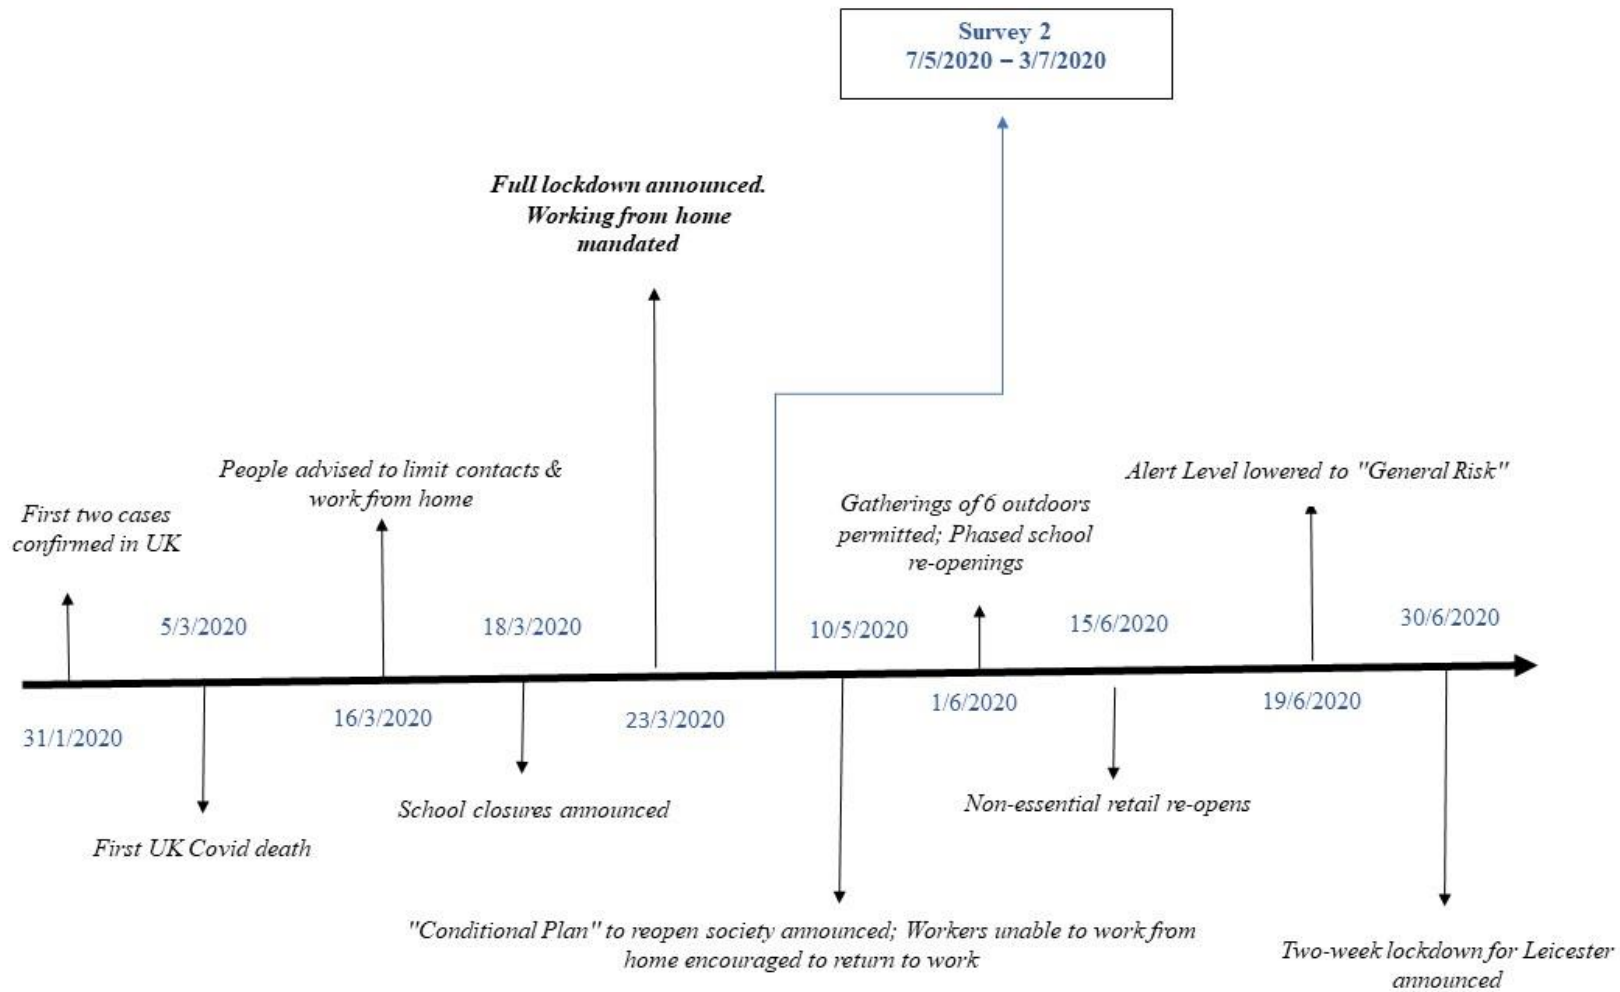 Survey 2
7/5/2020 – 3/7/2020
Full lockdown announced.
Working from home
mandated
People advised to limit contacts &
work from home
Alert Level lowered to "General Risk"
Gatherings of 6 outdoors
permitted; Phased school
re-openings
First two cases
confirmed in UK
5/3/2020
18/3/2020
10/5/2020
15/6/2020
30/6/2020
31/1/2020
16/3/2020
23/3/2020
1/6/2020
19/6/2020
School closures announced
Non-essential retail re-opens
First UK Covid death
"Conditional Plan" to reopen society announced; Workers unable to work from
home encouraged to return to work
Two-week lockdown for Leicester
announced